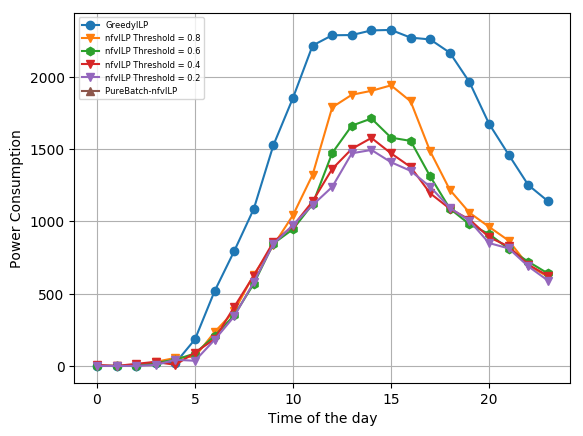 GreedyILP
nfvILP Threshold = 0.8
nfvILP Threshold = 0.6
nfvILP Threshold = 0.4
nfvILP Threshold = 0.2
PureBatch-nfvILP
Power Consumption
2000
1500
1000
500
0
0 5 10 15 20
Time of the day